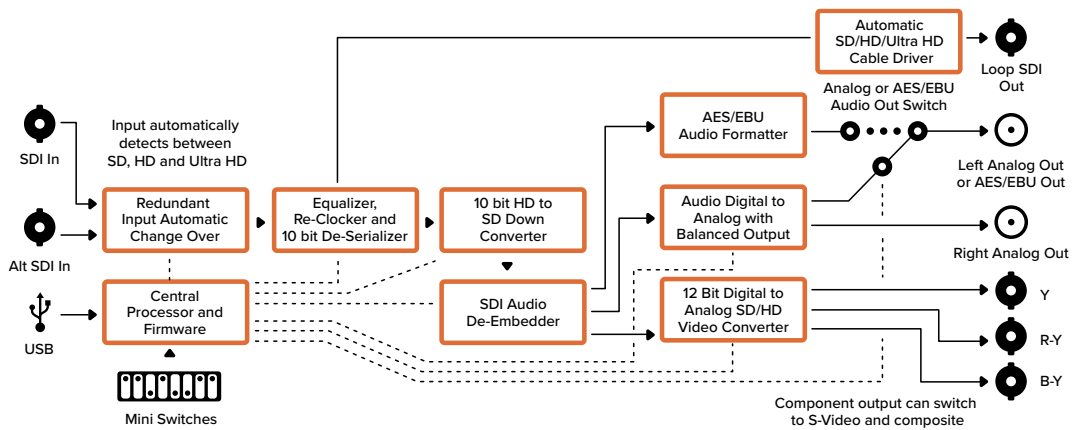 Automatic
SD/HD/Ultra HD
Cable Driver
Loop SDI
Out
SDI In
Input automatically
detects between
SD, HD and Ultra HD
AES/EBU
Audio Formatter
Analog or AES/EBU
Audio Out Switch
Left Analog Out
or AES/EBU Out
Alt SDI In
Redundant
Input Automatic
Change Over
Equalizer,
Re-Clocker and
10 bit De-Serializer
10 bit HD to
SD Down
Converter
Audio Digital to
Analog with
Balanced Output
Right Analog Out
USB
Central
Processor and
Firmware
SDI Audio
De-Embedder
12 Bit Digital to
Analog SD/HD
Video Converter
Y
R-Y
B-Y
Mini Switches
Component output can switch
to S-Video and composite